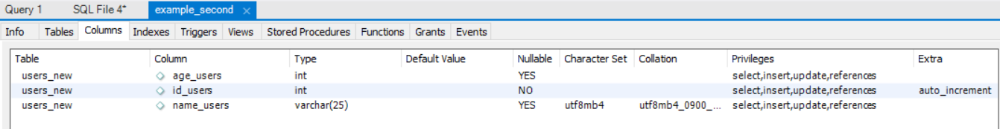 Query 1 SQL File 4* example_second ×
Info Tables Columns Indexes Triggers Views Stored Procedures Functions Grants Events
Table Column Type Default Value Nullable Character Set Collation Privileges Extra
users_new age_users int YES select,insert,update,references
users_new id_users int NO select,insert,update,references auto_increment
users_new name_users varchar(25) YES utf8mb4 utf8mb4_0900_... select,insert,update,references